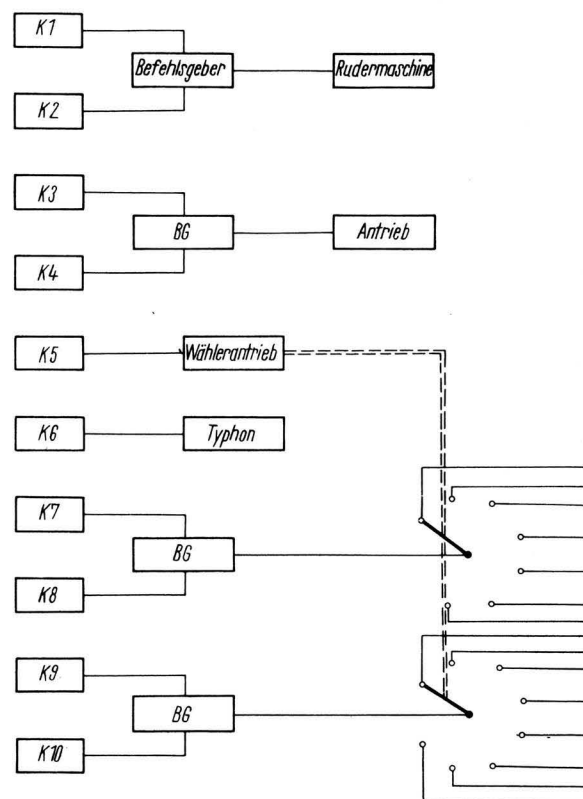 K1
Befehlsgeber
Rudermaschine
K2
K3
BG
Antrieb
K4
K5
Wählerantrieb
K6
Typhon
K7
BG
K8
K9
BG
K10